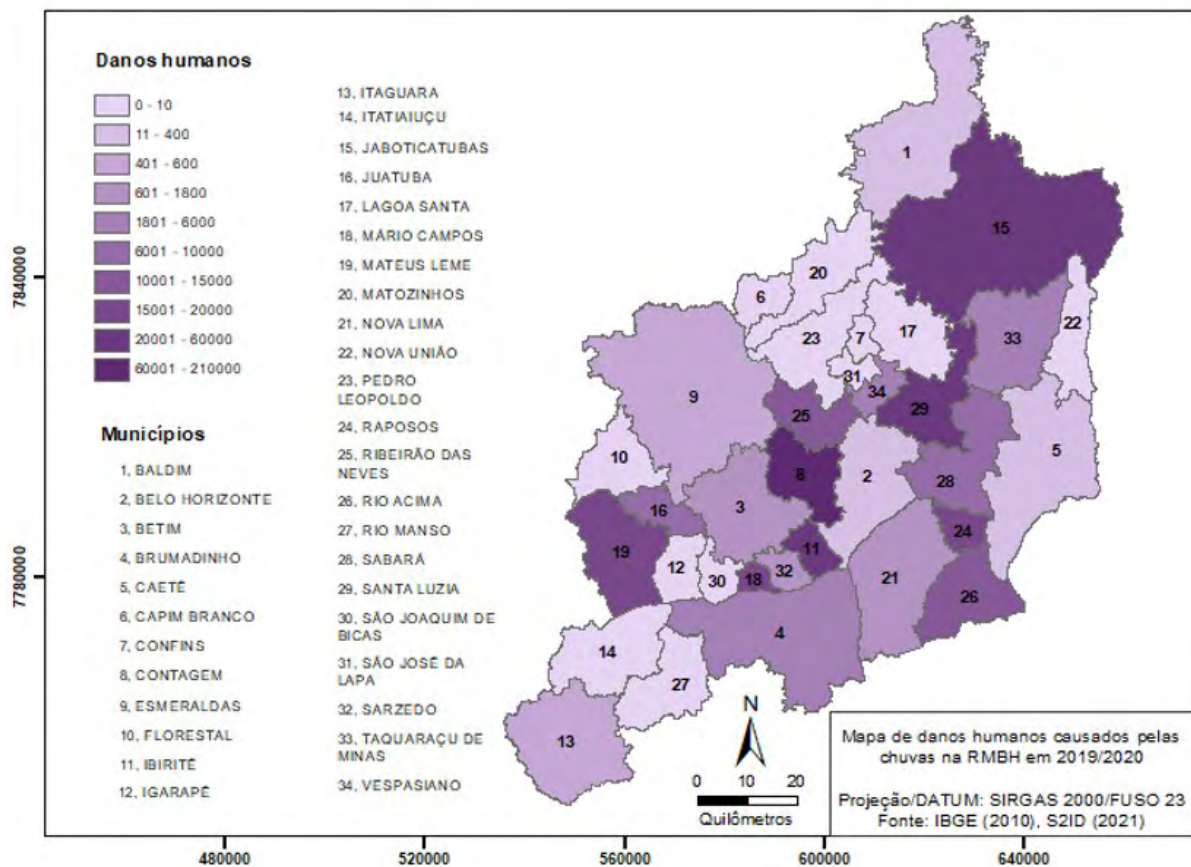 Danos humanos
0 - 10
11 - 400
401 - 600
601 - 1800
1801 - 6000
6001 - 10000
10001 - 15000
15001 - 20000
20001 - 60000
60001 - 210000
Municípios
1, BALDIM
2, BELO HORIZONTE
3, BETIM
4, BRUMADINHO
5, CAETÉ
6, CAPIM BRANCO
7, CONFINS
8, CONTAGEM
9, ESMERALDAS
10, FLORESTAL
11, IBIRITÉ
12, IGARAPÉ
13, ITAGUARA
14, ITATIAIUÇU
15, JABOTICATUBAS
16, JUATUBA
17, LAGOA SANTA
18, MÁRIO CAMPOS
19, MATEUS LEME
20, MATOZINHOS
21, NOVA LIMA
22, NOVA UNIÃO
23, PEDRO
LEOPOLDO
24, RAPOSOS
25, RIBEIRÃO DAS
NEVES
26, RIO ACIMA
27, RIO MANSO
28, SABARÁ
29, SANTA LUZIA
30, SÃO JOAQUIM DE
BICAS
31, SÃO JOSÉ DA
LAPA
32, SARZEDO
33, TAQUARAÇU DE
MINAS
34, VESPASIANO
1
15
20
6
22
23
7
17
33
31
34
9
25
29
5
10
8
2
28
16
3
19
11
24
12
30
18
32
21
26
4
14
27
13
N
0 10 20
Quilômetros
Mapa de danos humanos causados pelas
chuvas na RMBH em 2019/2020
Projeção/DATUM: SIRGAS 2000/FUSO 23
Fonte: IBGE (2010), S2ID (2021)
7840000
7780000
480000 520000 560000 600000 640000